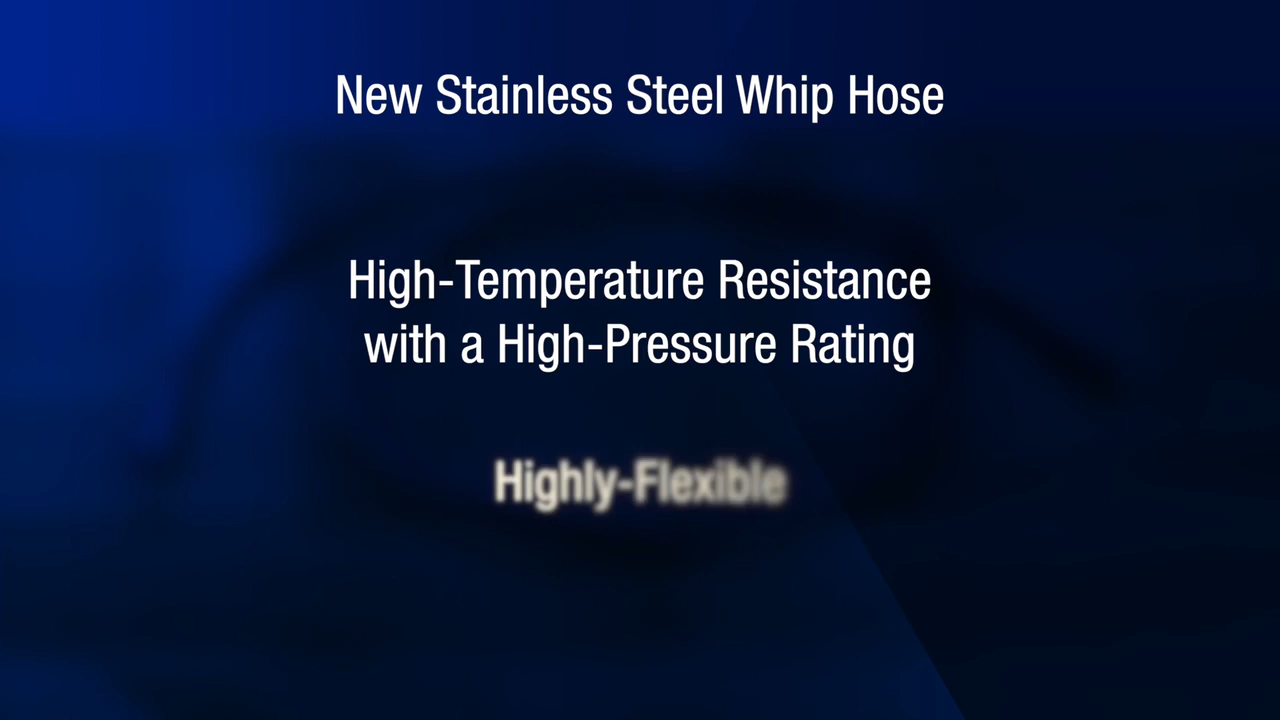 New Stainless Steel Whip Hose
High-Temperature Resistance
with a High-Pressure Rating
Highly-Flexible